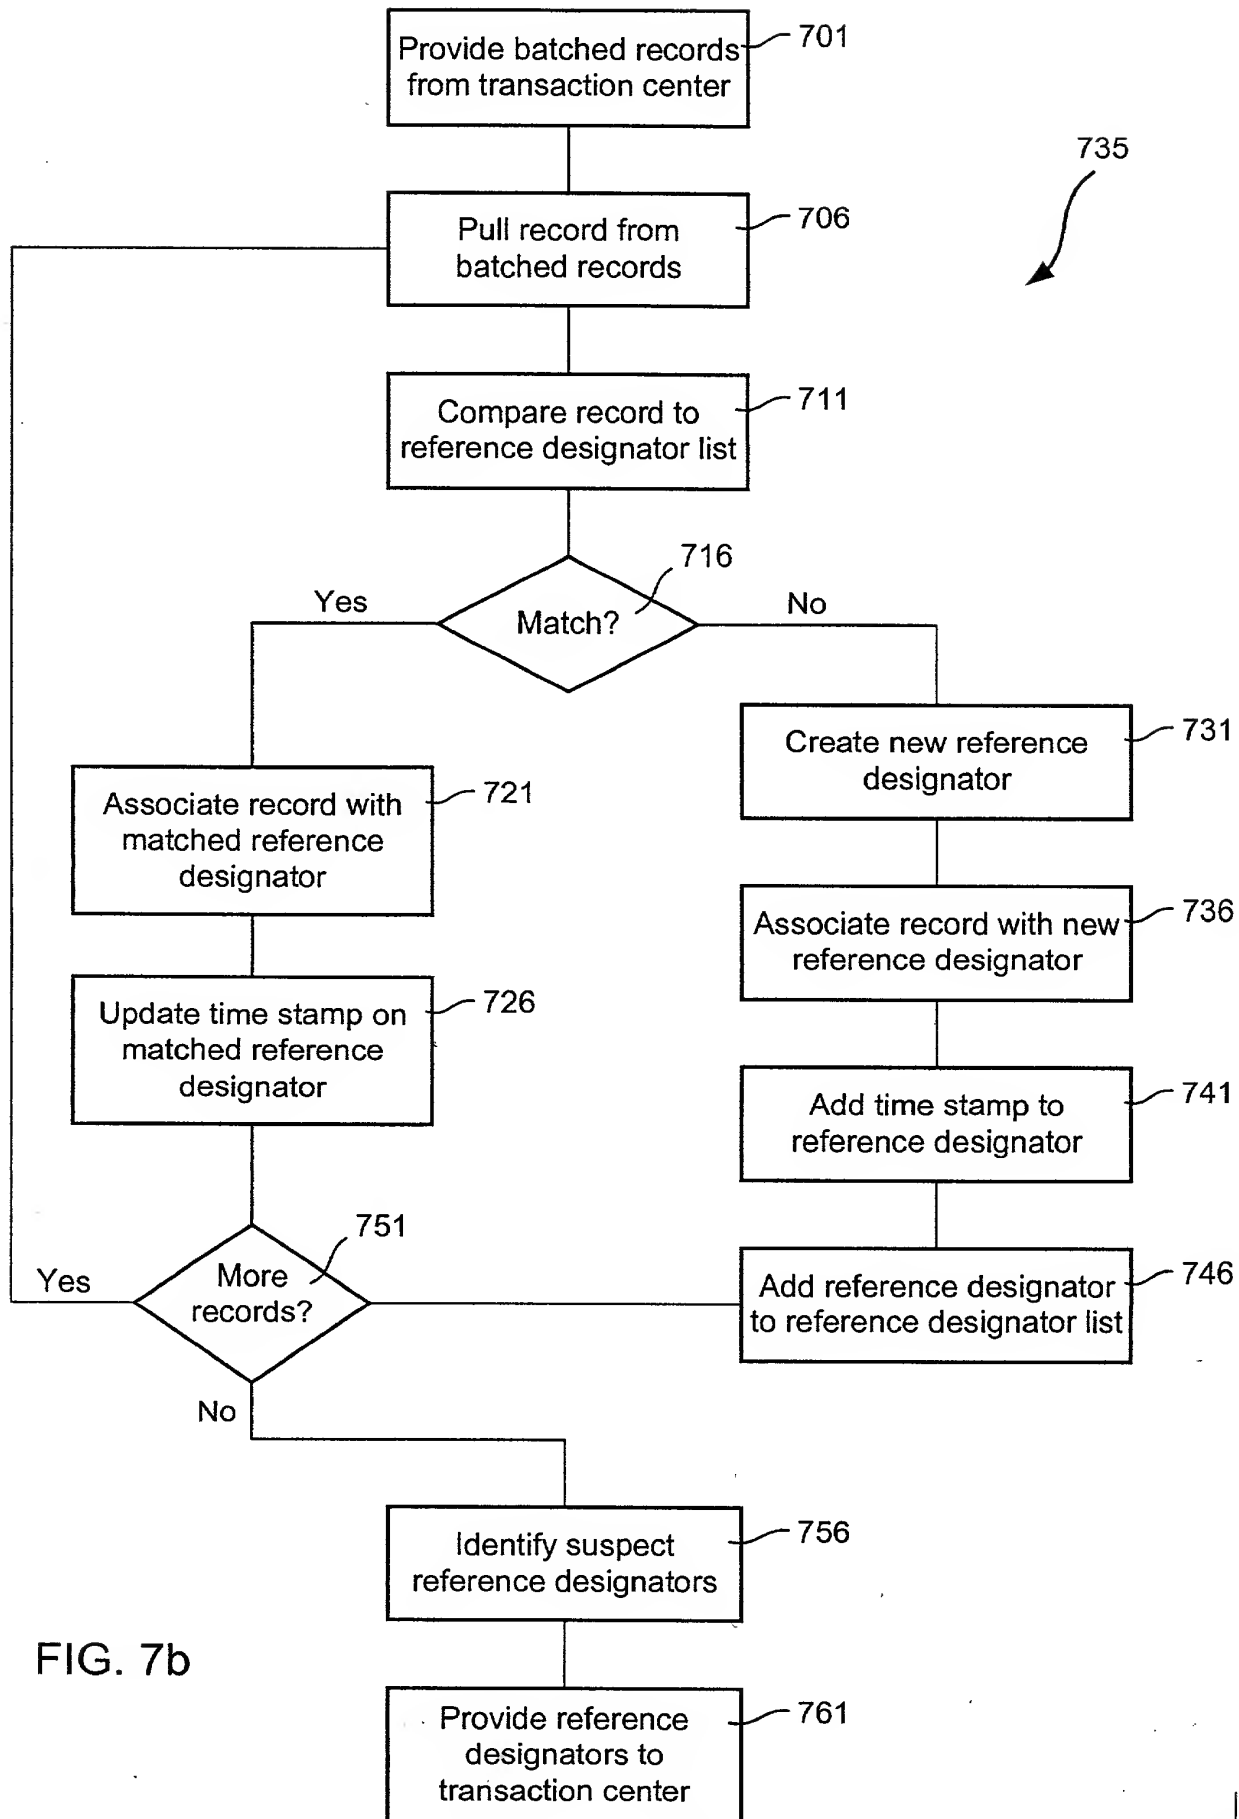 Provide batched records
from transaction center
701
735
Pull record from
batched records
706
Compare record to
reference designator list
711
716
Yes
Match?
No
Create new reference
designator
731
Associate record with
matched reference
designator
721
Associate record with new
reference designator
736
Update time stamp on
matched reference
designator
726
Add time stamp to
reference designator
741
751
Yes
More
records?
Add reference designator
to reference designator list
746
No
Identify suspect
reference designators
756
FIG. 7b
Provide reference
designators to
transaction center
761